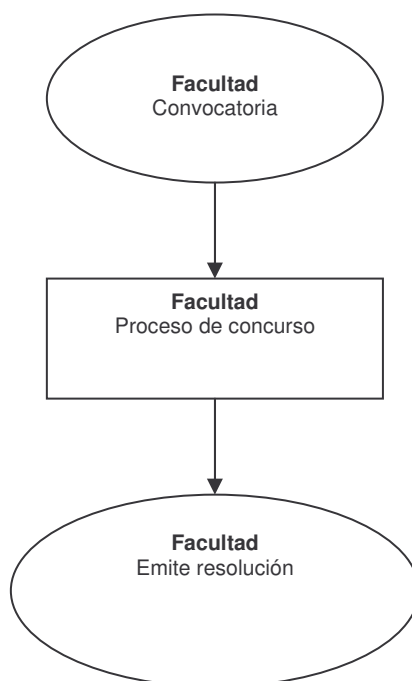 Facultad
Convocatoria
Facultad
Proceso de concurso
Facultad
Emite resolución